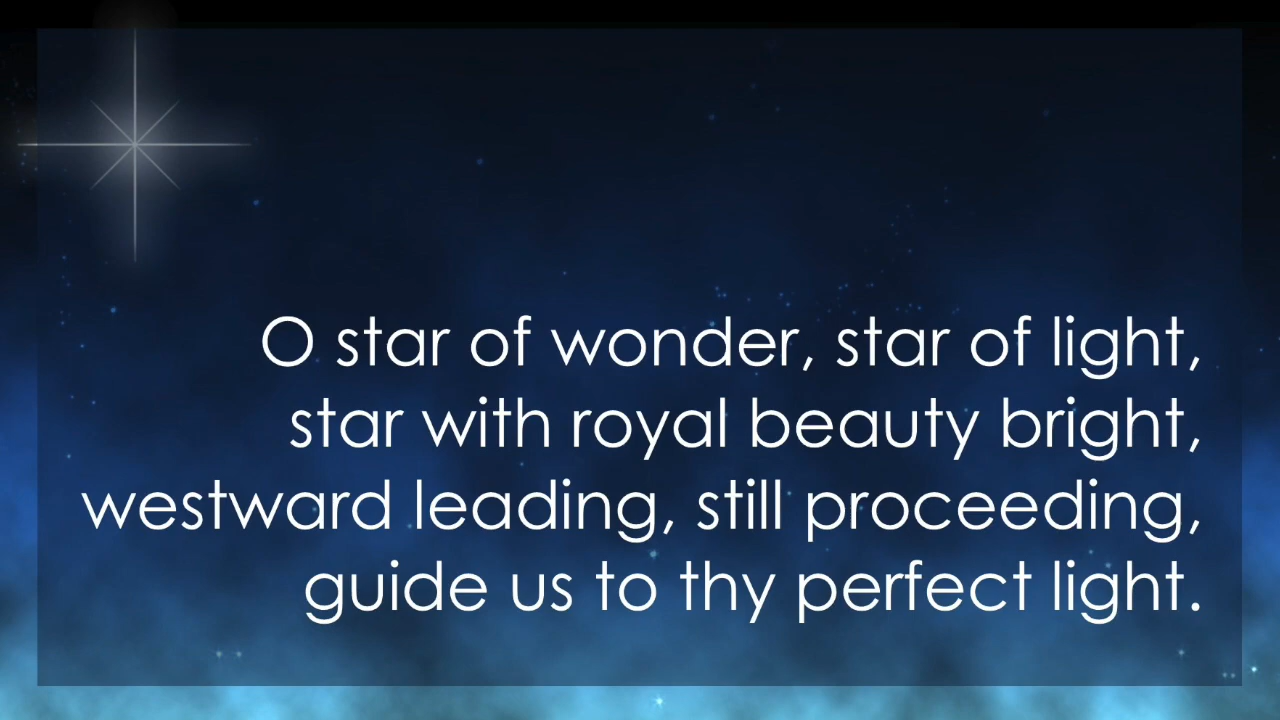 O star of wonder, star of light,
star with royal beauty bright,
westward leading, still proceeding,
guide us to thy perfect light.